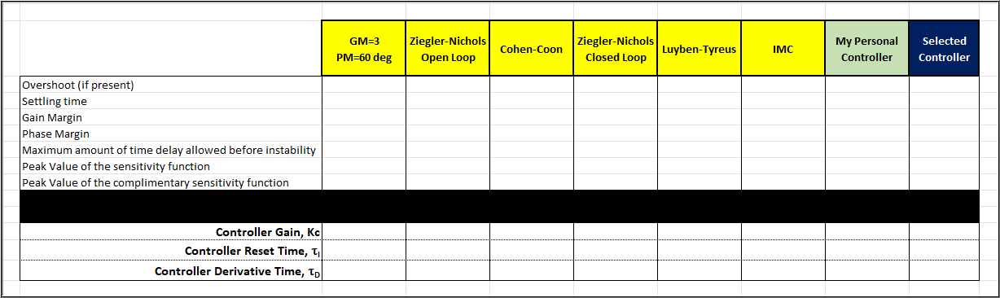 GM=3
PM=60 deg
Ziegler-Nichols
Open Loop
Cohen-Coon
Ziegler-Nichols
Closed Loop
Luyben-Tyreus
IMC
My Personal
Controller
Selected
Controller
Overshoot (if present)
Settling time
Gain Margin
Phase Margin
Maximum amount of time delay allowed before instability
Peak Value of the sensitivity function
Peak Value of the complimentary sensitivity function
Controller Gain, Kc
Controller Reset Time, τI
Controller Derivative Time, τD